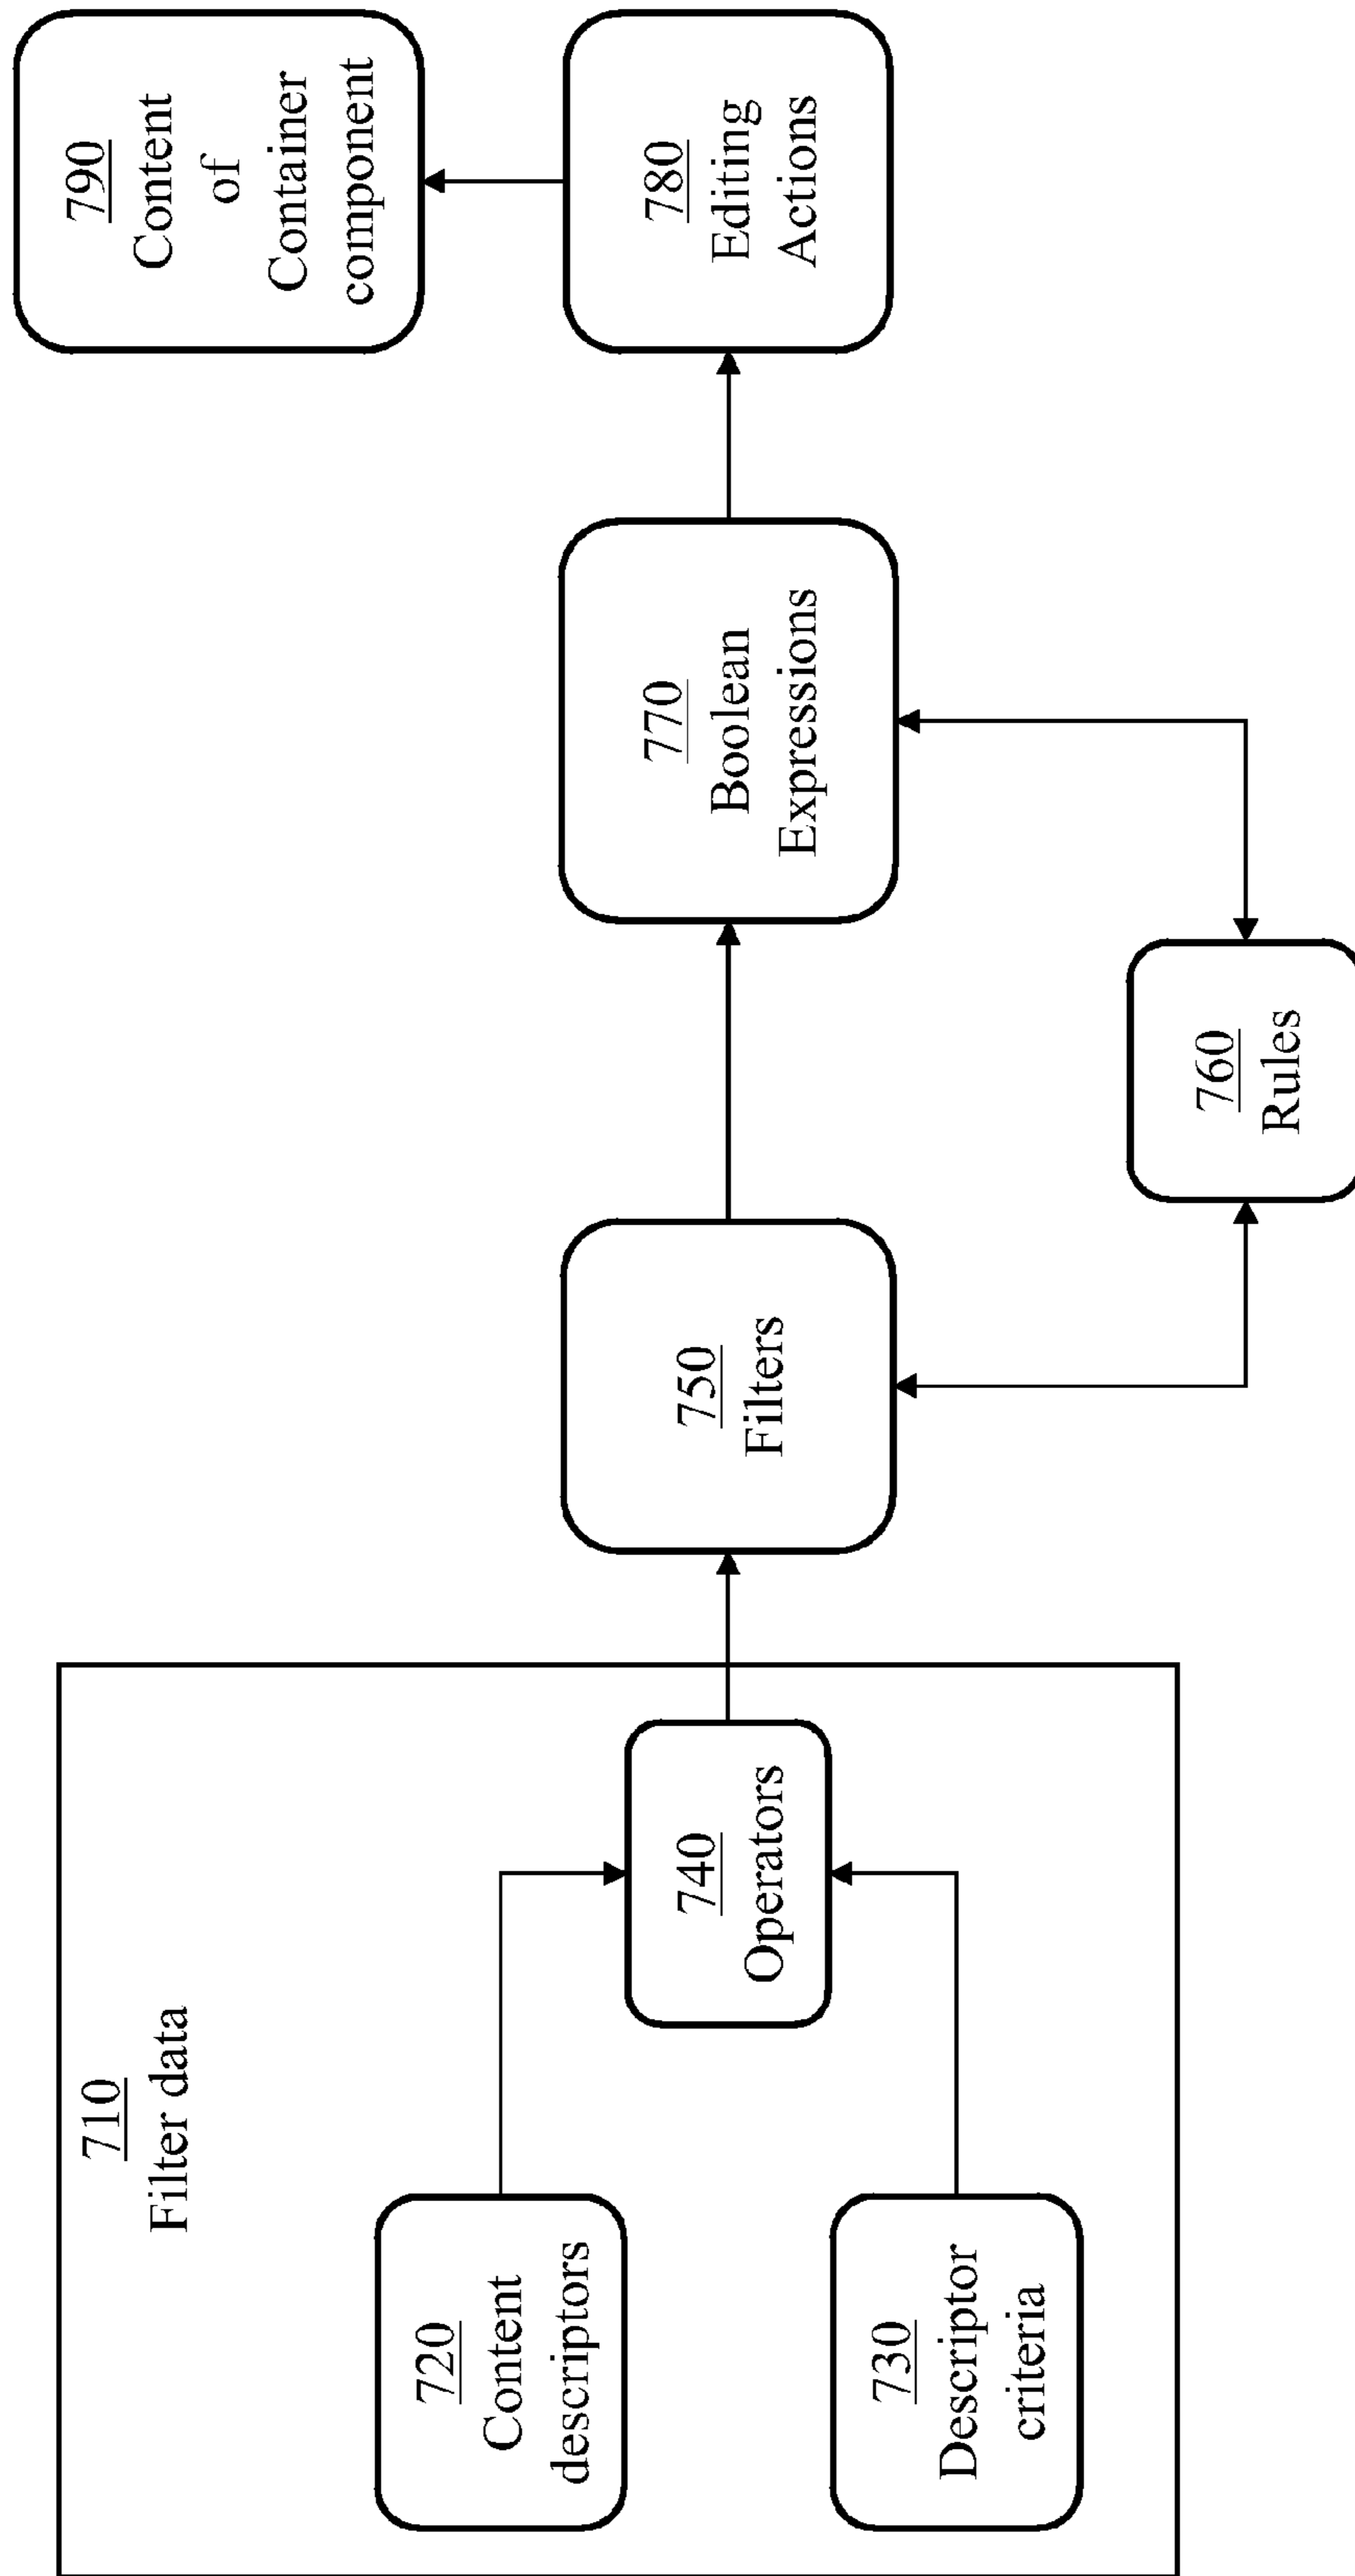 710
Filter data
720
Content
descriptors
730
Descriptor
criteria
740
Operators
750
Filters
760
Rules
770
Boolean
Expressions
780
Editing
Actions
790
Content
of
Container
component